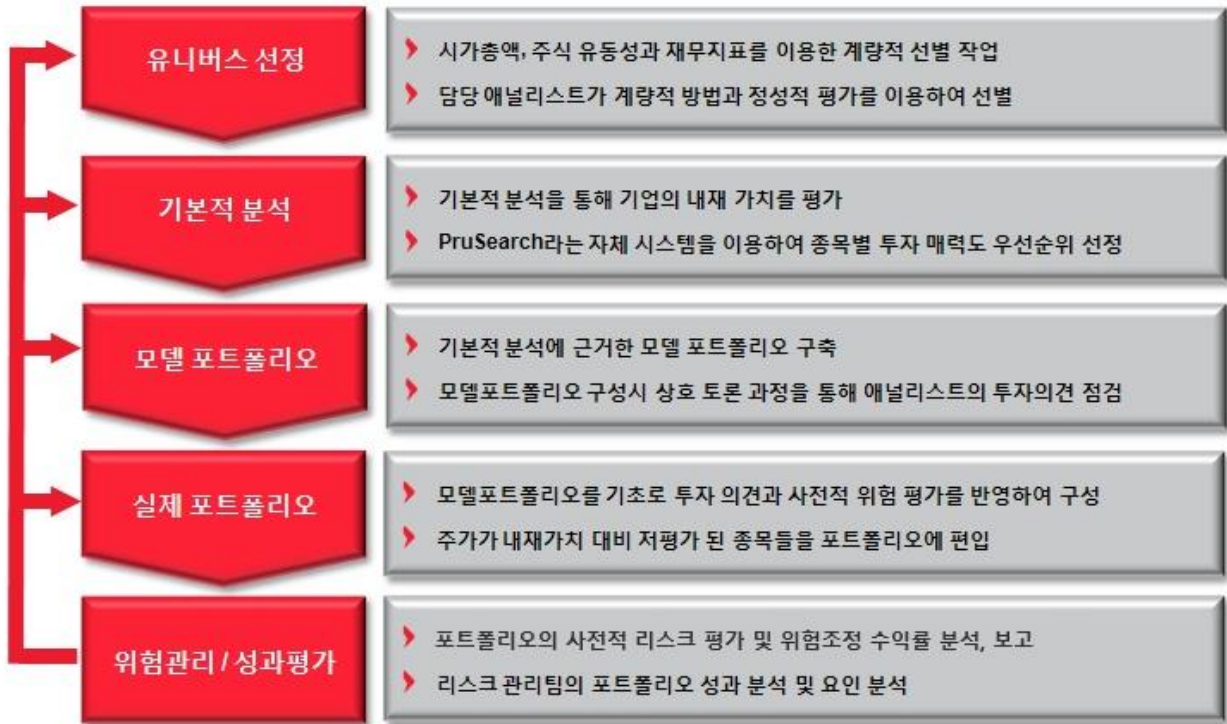 유니버스 선정
시가총액, 주식 유동성과 재무지표를 이용한 계량적 선별 작업
담당 애널리스트가 계량적 방법과 정성적 평가를 이용하여 선별
기본적 분석
기본적 분석을 통해 기업의 내재 가치를 평가
PruSearch라는 자체 시스템을 이용하여 종목별 투자 매력도 우선순위 선정
모델 포트폴리오
기본적 분석에 근거한 모델 포트폴리오 구축
모델포트폴리오 구성시 상호 토론 과정을 통해 애널리스트의 투자의견 점검
실제 포트폴리오
모델포트폴리오를 기초로 투자 의견과 사전적 위험 평가를 반영하여 구성
주가가 내재가치 대비 저평가 된 종목들을 포트폴리오에 편입
위험관리 / 성과평가
포트폴리오의 사전적 리스크 평가 및 위험조정 수익률 분석, 보고
리스크 관리팀의 포트폴리오 성과 분석 및 요인 분석